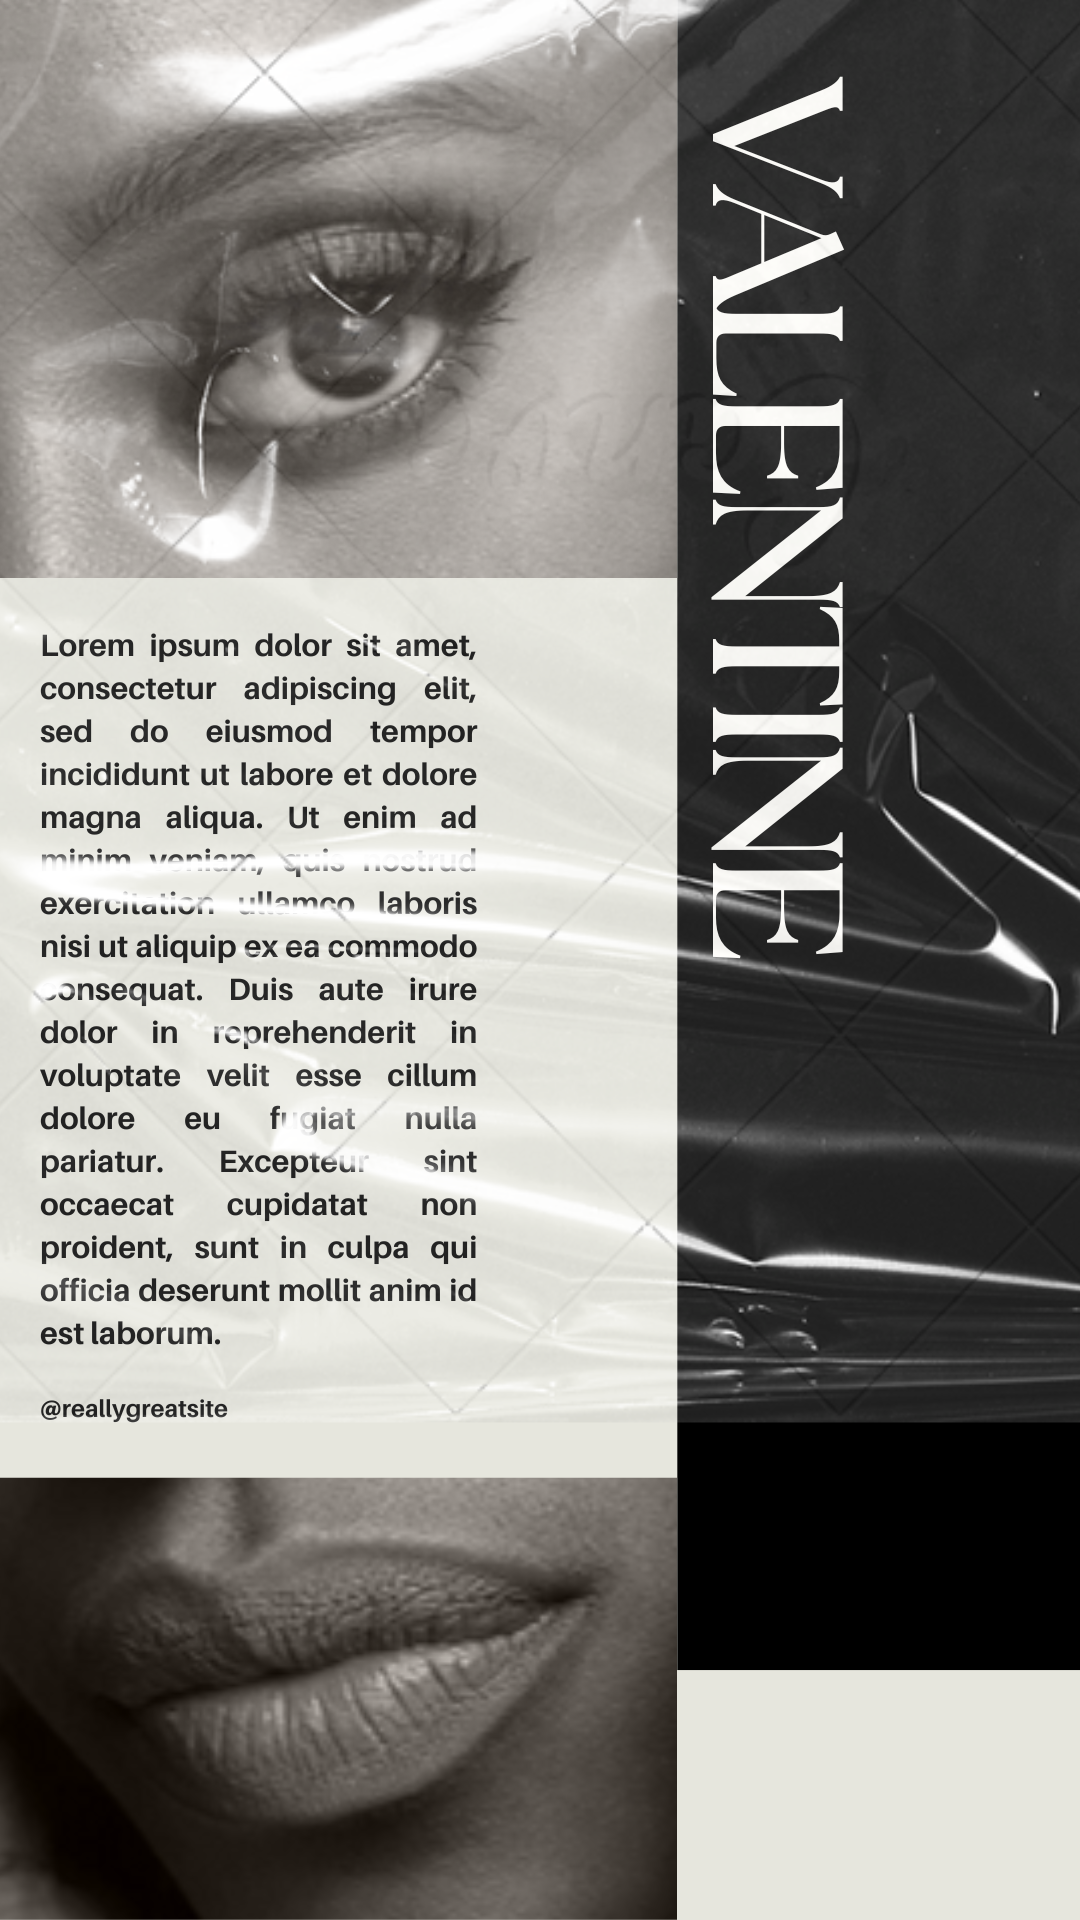 VALENTINE
Lorem ipsum dolor sit amet,
consectetur adipiscing elit,
sed do eiusmod tempor
incididunt ut labore et dolore
magna aliqua. Ut enim ad
minim veniam, quis nostrud
exercitation ullamco laboris
nisi ut aliquip ex ea commodo
consequat. Duis aute irure
dolor in reprehenderit in
voluptate velit esse cillum
dolore eu fugiat nulla
pariatur. Excepteur sint
occaecat cupidatat non
proident, sunt in culpa qui
officia deserunt mollit anim id
est laborum.
@reallygreatsite